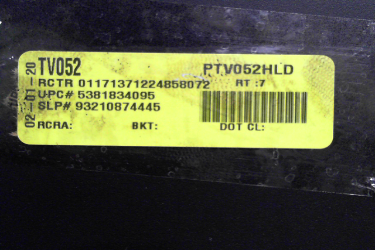 TV052 PTV052HLD
RCTR 01171371224858072 RT :7
UPC# 5381834095
SLP# 93210874445
RCRA: BKT: DOT CL:
02-01-20